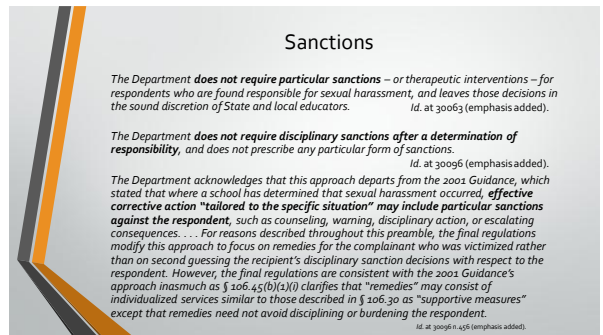 Sanctions
The Department does not require particular sanctions – or therapeutic interventions – for
respondents who are found responsible for sexual harassment, and leaves those decisions in
the sound discretion of State and local educators. Id. at 30063 (emphasis added).
The Department does not require disciplinary sanctions after a determination of
responsibility, and does not prescribe any particular form of sanctions.
Id. at 30096 (emphasis added).
The Department acknowledges that this approach departs from the 2001 Guidance, which
stated that where a school has determined that sexual harassment occurred, effective
corrective action “tailored to the specific situation” may include particular sanctions
against the respondent, such as counseling, warning, disciplinary action, or escalating
consequences. . . . For reasons described throughout this preamble, the final regulations
modify this approach to focus on remedies for the complainant who was victimized rather
than on second guessing the recipient’s disciplinary sanction decisions with respect to the
respondent. However, the final regulations are consistent with the 2001 Guidance’s
approach inasmuch as § 106.45(b)(1)(i) clarifies that “remedies” may consist of
individualized services similar to those described in § 106.30 as “supportive measures”
except that remedies need not avoid disciplining or burdening the respondent.
Id. at 30096 n.456 (emphasis added).